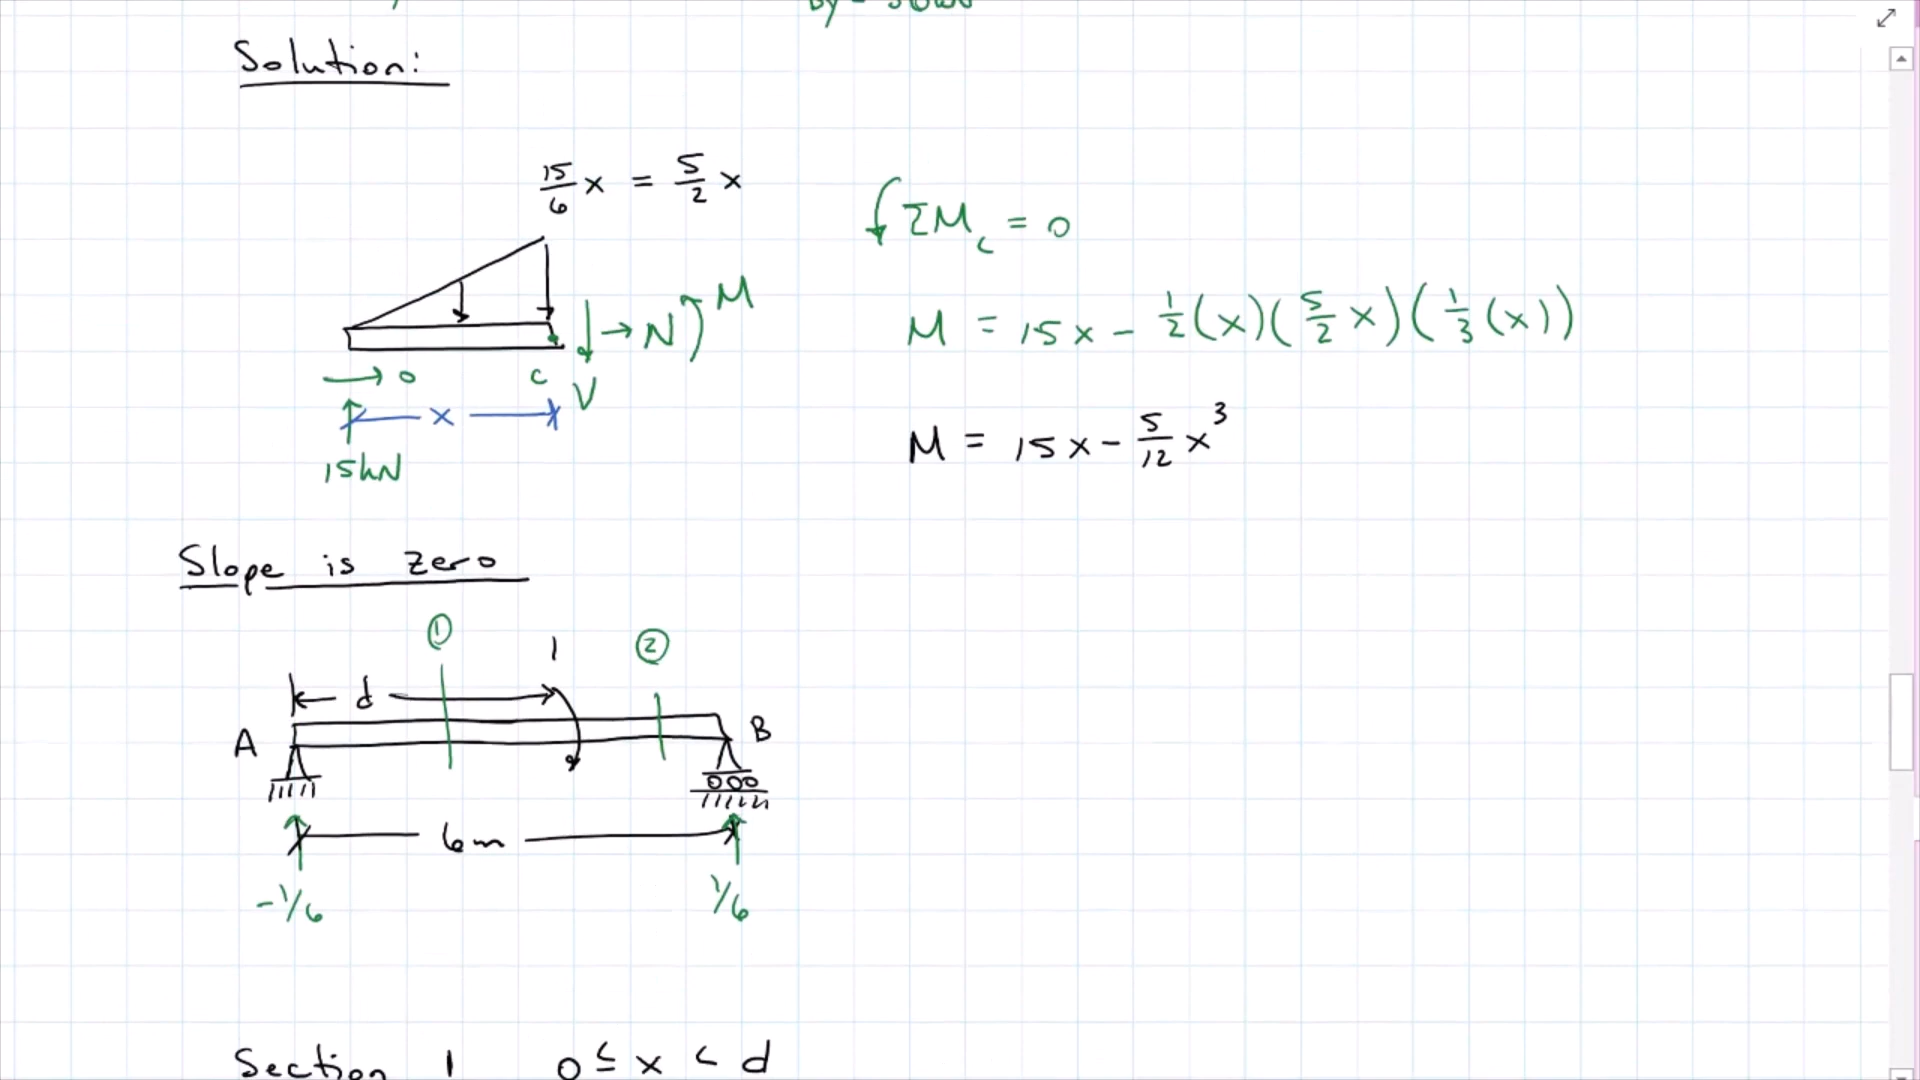 Solution:
15/6 x = 5/2 x
ΣM_c = 0
M = 15x - 1/2(x)(5/2 x)(1/3(x))
N M
O C V
x
15kN
M = 15x - 5/12 x³
Slope is zero
① 1 ②
d
A B
6m
-1/6 1/6
Section 1 0 ≤ x < d